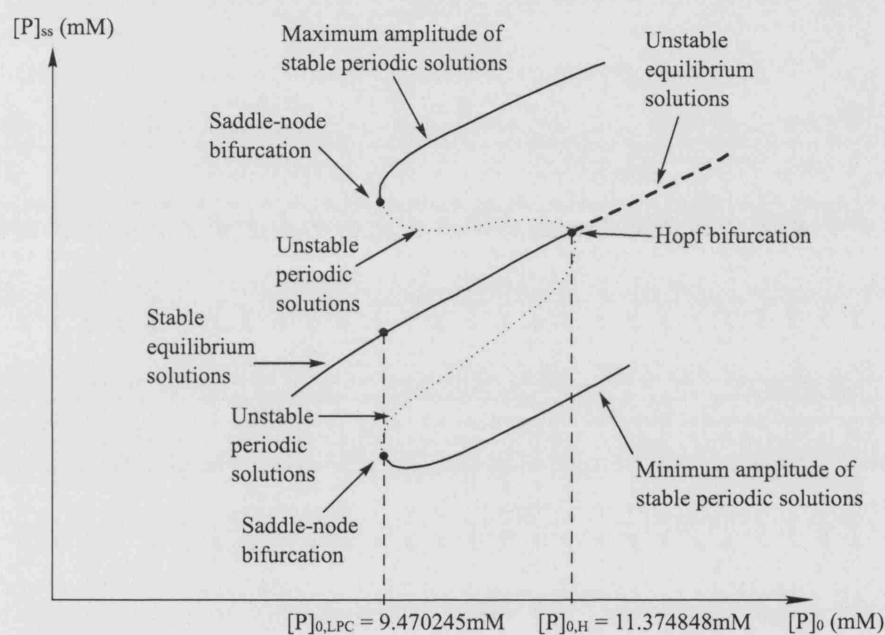 [P]ss (mM)
Maximum amplitude of
stable periodic solutions
Unstable
equilibrium
solutions
Saddle-node
bifurcation
Unstable
periodic
solutions
Hopf bifurcation
Stable
equilibrium
solutions
Unstable
periodic
solutions
Minimum amplitude of
stable periodic solutions
Saddle-node
bifurcation
[P]0,LPC = 9.470245mM [P]0,H = 11.374848mM [P]0 (mM)